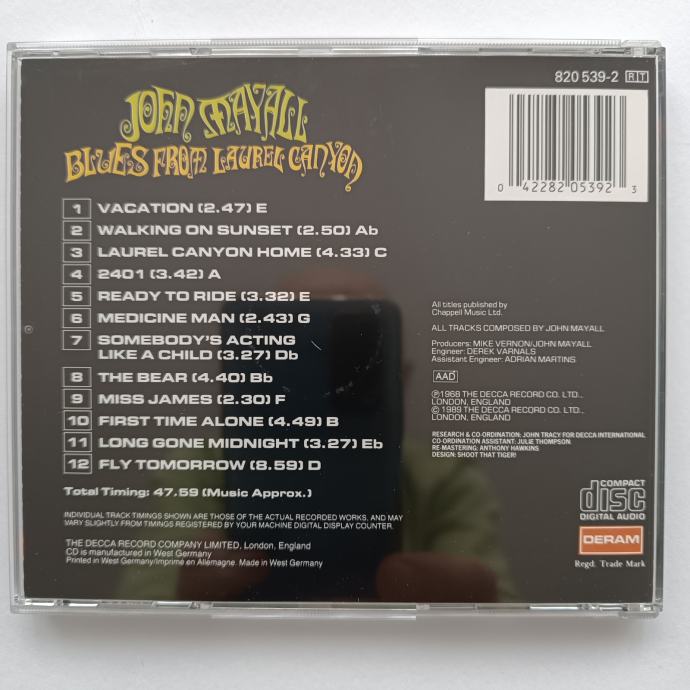 820 539-2 RT
JOHN MAYALL
BLUES FROM LAUREL CANYON
0 42282 05392 3
1 VACATION (2.47) E
2 WALKING ON SUNSET (2.50) Ab
3 LAUREL CANYON HOME (4.33) C
4 2401 (3.42) A
5 READY TO RIDE (3.32) E
6 MEDICINE MAN (2.43) G
7 SOMEBODY'S ACTING
LIKE A CHILD (3.27) Db
8 THE BEAR (4.40) Bb
9 MISS JAMES (2.30) F
10 FIRST TIME ALONE (4.49) B
11 LONG GONE MIDNIGHT (3.27) Eb
12 FLY TOMORROW (8.59) D
Total Timing: 47.59 (Music Approx.)
INDIVIDUAL TRACK TIMINGS SHOWN ARE THOSE OF THE ACTUAL RECORDED WORKS, AND MAY
VARY SLIGHTLY FROM TIMINGS REGISTERED BY YOUR MACHINE DIGITAL DISPLAY COUNTER.
THE DECCA RECORD COMPANY LIMITED, London, England
CD is manufactured in West Germany
Printed in West Germany/Imprimé en Allemagne. Made in West Germany
All titles published by
Chappell Music Ltd.
ALL TRACKS COMPOSED BY JOHN MAYALL
Producers: MIKE VERNON/JOHN MAYALL
Engineer: DEREK VARNALS
Assistant Engineer: ADRIAN MARTINS
AAD
℗ 1968 THE DECCA RECORD CO. LTD.,
LONDON, ENGLAND
© 1989 THE DECCA RECORD CO. LTD.,
LONDON, ENGLAND
RESEARCH & CO-ORDINATION: JOHN TRACY FOR DECCA INTERNATIONAL
CO-ORDINATION ASSISTANT: JULIE THOMPSON
RE-MASTERING: ANTHONY HAWKINS
DESIGN: SHOOT THAT TIGER!
COMPACT
disc
DIGITAL AUDIO
DERAM
Regd. Trade Mark